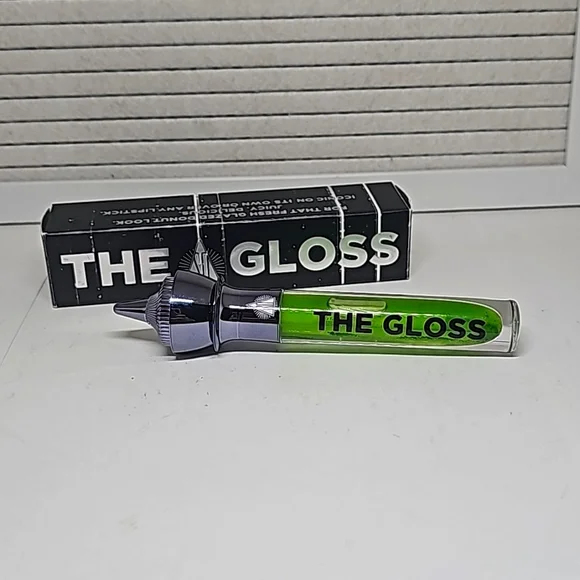 FOR THAT FRESH GLAZED DONUT LOOK.
JUICY. DELICIOUS.
ICONIC ON ITS OWN OR OVER ANY LIPSTICK.
THE GLOSS
THE GLOSS